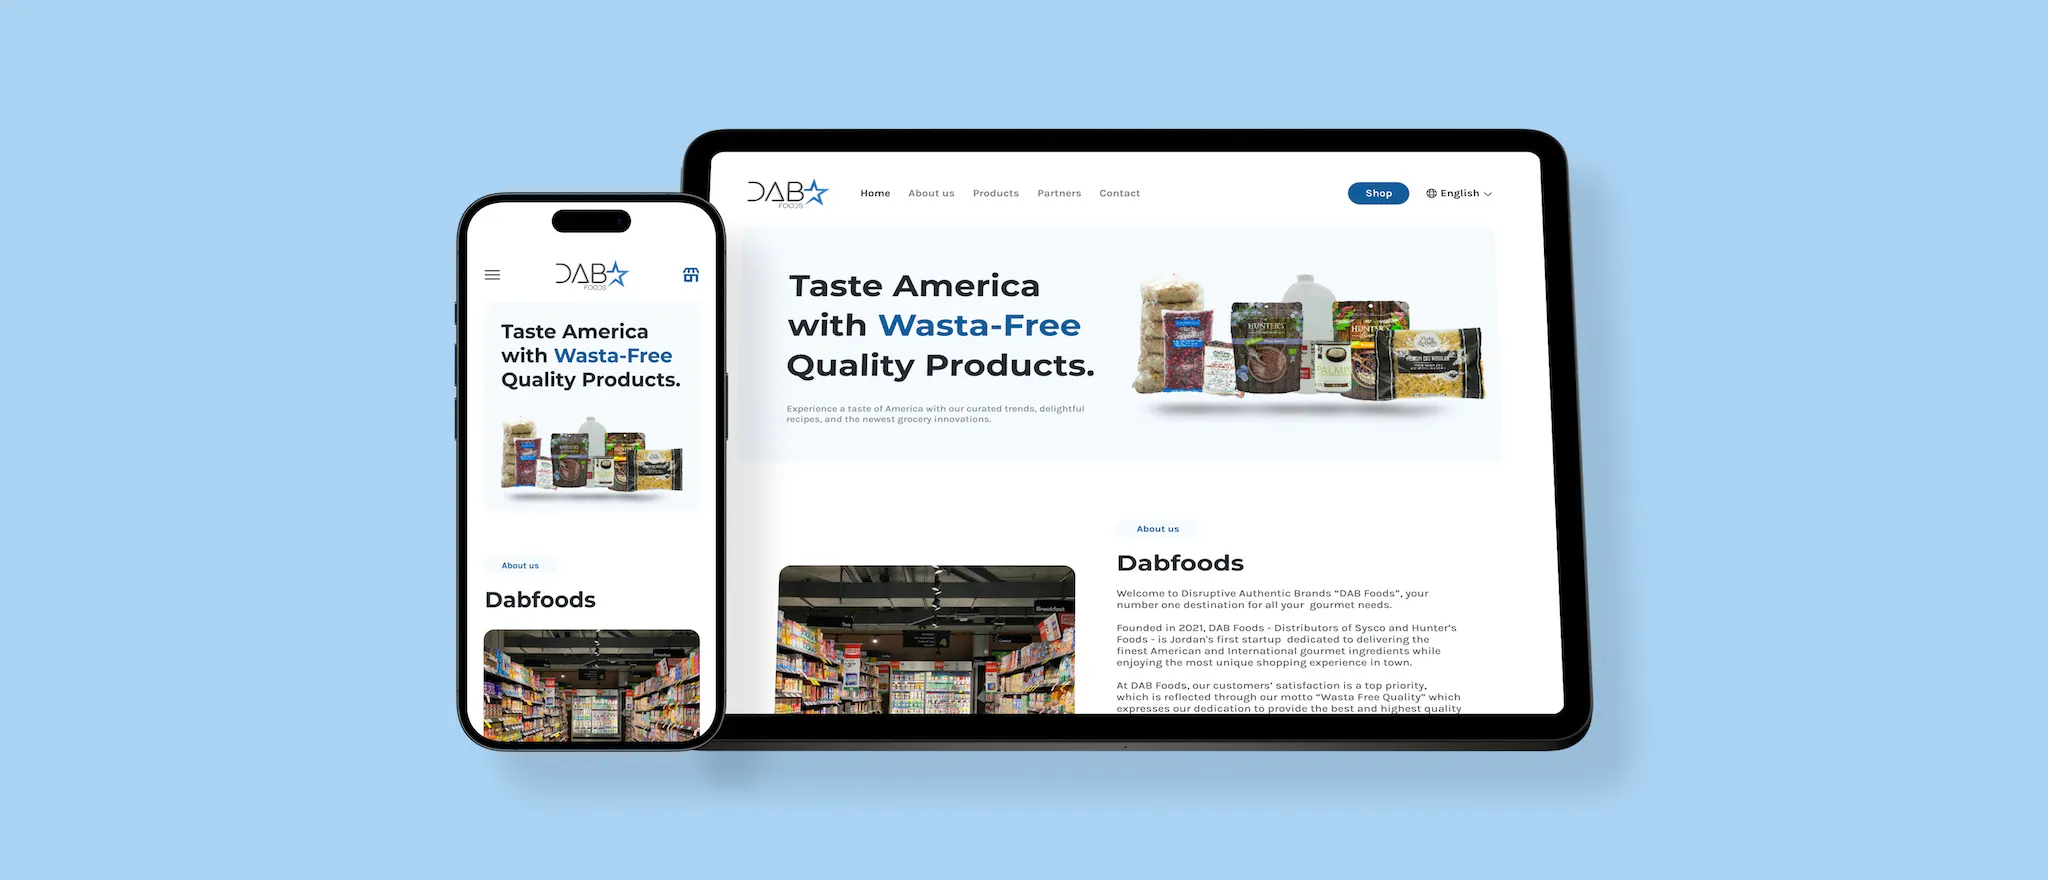 DAB
FOODS
Taste America
with Wasta-Free
Quality Products.
About us
Dabfoods
DAB
FOODS
Home About us Products Partners Contact
Shop
English
Taste America
with Wasta-Free
Quality Products.
Experience a taste of America with our curated trends, delightful
recipes, and the newest grocery innovations.
HUNTER'S
HUNTER'S
PALM
About us
Dabfoods
Welcome to Disruptive Authentic Brands “DAB Foods”, your
number one destination for all your gourmet needs.
Founded in 2021, DAB Foods - Distributors of Sysco and Hunter’s
Foods - is Jordan's first startup dedicated to delivering the
finest American and International gourmet ingredients while
enjoying the most unique shopping experience in town.
At DAB Foods, our customers’ satisfaction is a top priority,
which is reflected through our motto “Wasta Free Quality” which
expresses our dedication to provide the best and highest quality
Breakfast
Tea